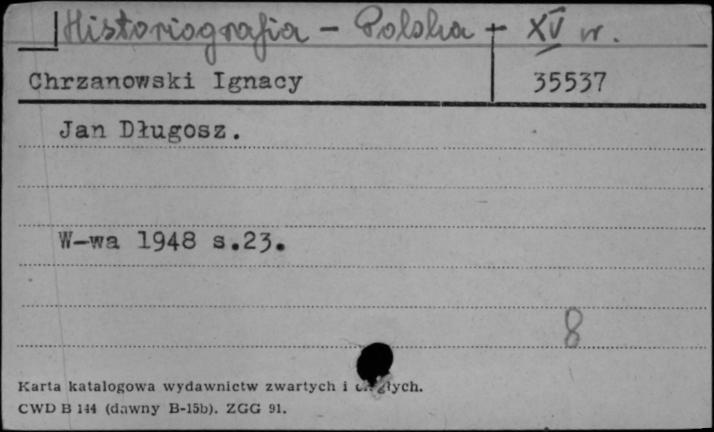 Historiografia - Polska - XV w.
Chrzanowski Ignacy 35537
Jan Długosz.
W-wa 1948 s.23.
8
Karta katalogowa wydawnictw zwartych i
CWD B 144 (dawny B-15b). ZGG 91.